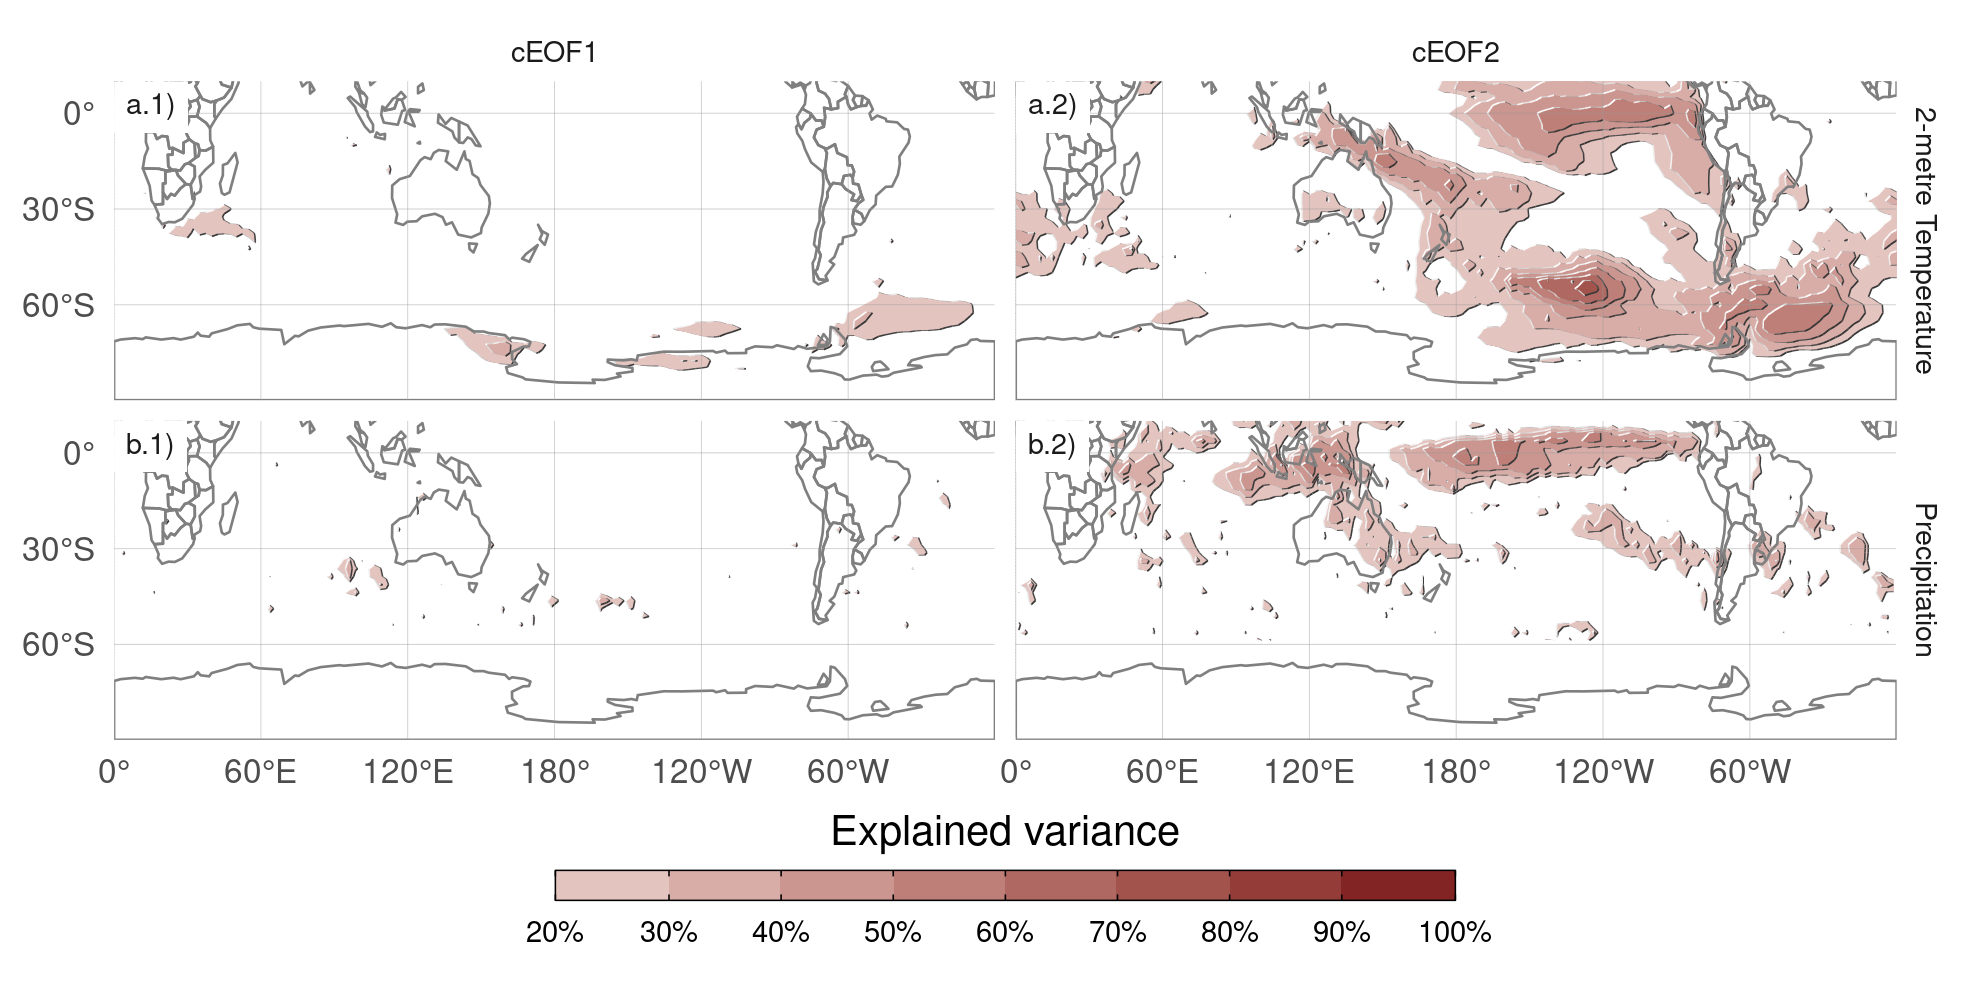 cEOF1
cEOF2
a.1)
a.2)
0°
30°S
60°S
2-metre Temperature
b.1)
b.2)
0°
30°S
60°S
Precipitation
0° 60°E 120°E 180° 120°W 60°W
0° 60°E 120°E 180° 120°W 60°W
Explained variance
20% 30% 40% 50% 60% 70% 80% 90% 100%